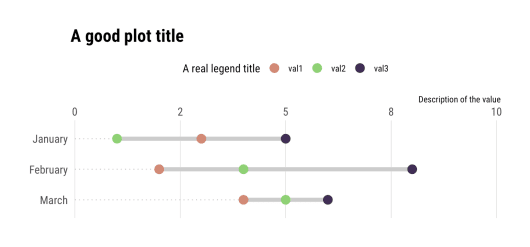 A good plot title
A real legend title val1 val2 val3
Description of the value
0 2 5 8 10
January
February
March